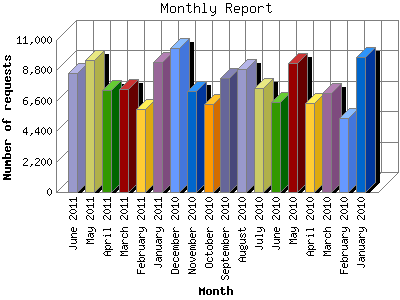 Monthly Report
Number of requests
11,000
8,800
6,600
4,400
2,200
0
June 2011
May 2011
April 2011
March 2011
February 2011
January 2011
December 2010
November 2010
October 2010
September 2010
August 2010
July 2010
June 2010
May 2010
April 2010
March 2010
February 2010
January 2010
Month